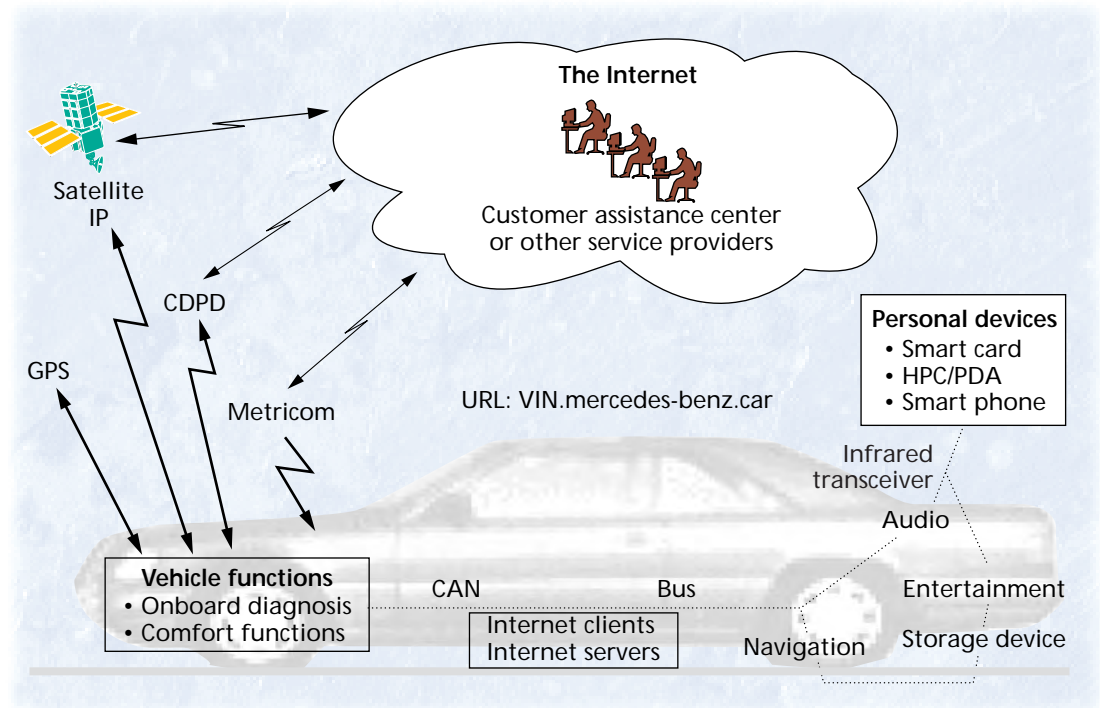 The Internet
Customer assistance center
or other service providers
Satellite
IP
CDPD
GPS
Metricom
URL: VIN.mercedes-benz.car
Personal devices
• Smart card
• HPC/PDA
• Smart phone
Infrared
transceiver
Audio
Vehicle functions
• Onboard diagnosis
• Comfort functions
CAN
Bus
Internet clients
Internet servers
Entertainment
Navigation
Storage device